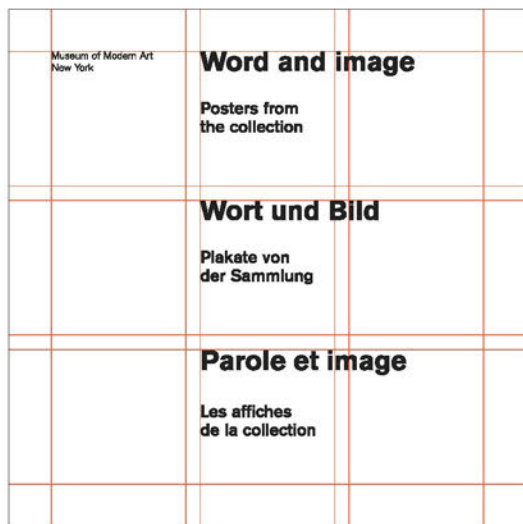 Museum of Modern Art
New York
Word and image
Posters from
the collection
Wort und Bild
Plakate von
der Sammlung
Parole et image
Les affiches
de la collection